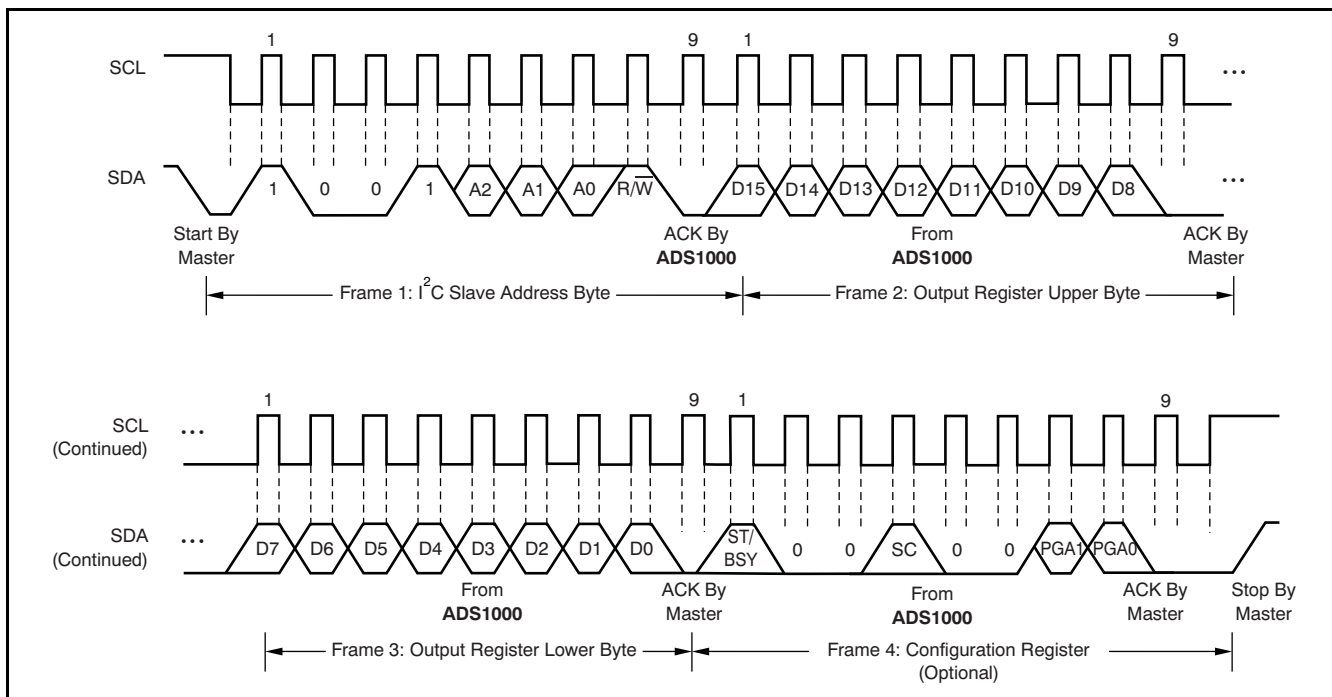 1 9 1 9
SCL ...
SDA 1 0 0 1 A2 A1 A0 R/W D15 D14 D13 D12 D11 D10 D9 D8 ...
Start By
Master
ACK By
ADS1000
From
ADS1000
ACK By
Master
Frame 1: I2C Slave Address Byte
Frame 2: Output Register Upper Byte
1 9 1 9
SCL
(Continued)
...
SDA
(Continued)
... D7 D6 D5 D4 D3 D2 D1 D0 ST/
BSY
0 0 SC 0 0 PGA1 PGA0
From
ADS1000
ACK By
Master
From
ADS1000
ACK By
Master
Stop By
Master
Frame 3: Output Register Lower Byte
Frame 4: Configuration Register
(Optional)